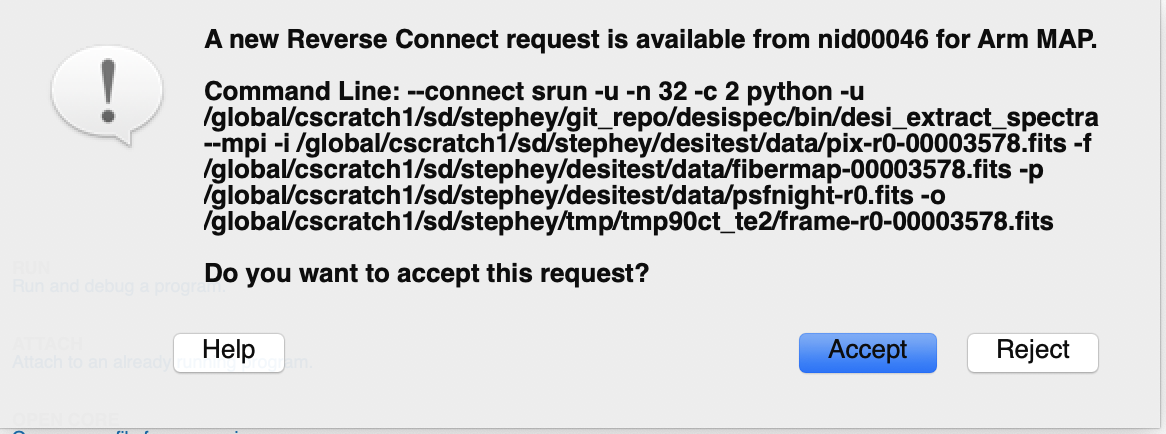 A new Reverse Connect request is available from nid00046 for Arm MAP.
Command Line: --connect srun -u -n 32 -c 2 python -u
/global/cscratch1/sd/stephey/git_repo/desispec/bin/desi_extract_spectra
--mpi -i /global/cscratch1/sd/stephey/desitest/data/pix-r0-00003578.fits -f
/global/cscratch1/sd/stephey/desitest/data/fibermap-00003578.fits -p
/global/cscratch1/sd/stephey/desitest/data/psfnight-r0.fits -o
/global/cscratch1/sd/stephey/tmp/tmp90ct_te2/frame-r0-00003578.fits
Do you want to accept this request?
RUN
Run and debug a program.
ATTACH
Attach to an already running program.
Help
Accept
Reject
OPEN CORE